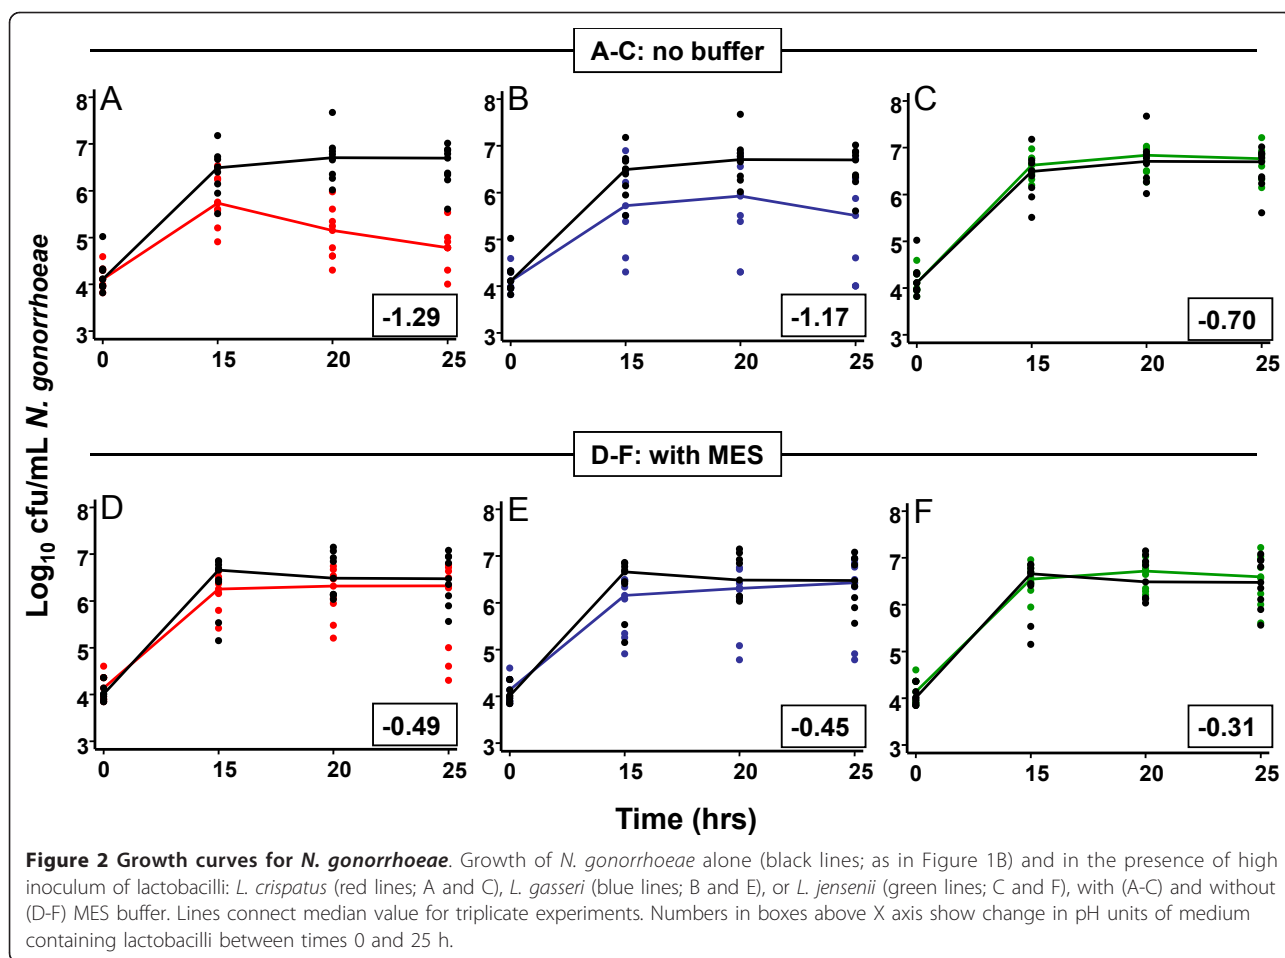 A-C: no buffer
A
B
C
8
7
6
5
4
3
8
7
6
5
4
3
8
7
6
5
4
3
-1.29
-1.17
-0.70
0 15 20 25
0 15 20 25
0 15 20 25
Log10 cfu/mL N. gonorrhoeae
D-F: with MES
D
E
F
8
7
6
5
4
3
8
7
6
5
4
3
8
7
6
5
4
3
-0.49
-0.45
-0.31
0 15 20 25
0 15 20 25
0 15 20 25
Time (hrs)
Figure 2 Growth curves for N. gonorrhoeae. Growth of N. gonorrhoeae alone (black lines; as in Figure 1B) and in the presence of high
inoculum of lactobacilli: L. crispatus (red lines; A and C), L. gasseri (blue lines; B and E), or L. jensenii (green lines; C and F), with (A-C) and without
(D-F) MES buffer. Lines connect median value for triplicate experiments. Numbers in boxes above X axis show change in pH units of medium
containing lactobacilli between times 0 and 25 h.